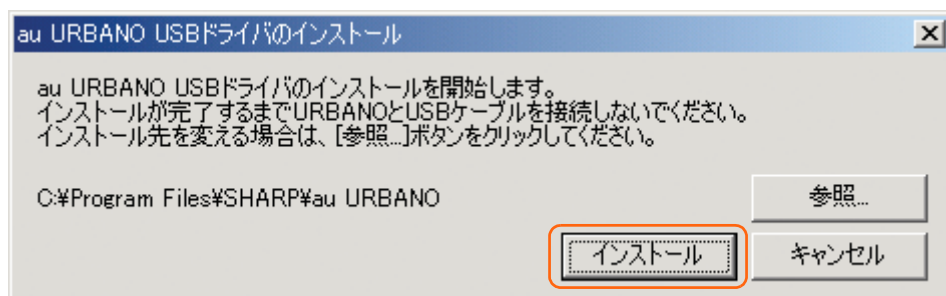 au URBANO USBドライバのインストール
au URBANO USBドライバのインストールを開始します。
インストールが完了するまでURBANOとUSBケーブルを接続しないでください。
インストール先を変える場合は、[参照...]ボタンをクリックしてください。
C:¥Program Files¥SHARP¥au URBANO
参照...
インストール
キャンセル